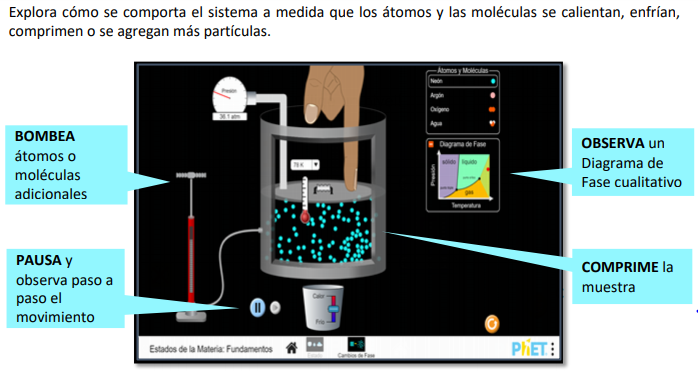 Explora cómo se comporta el sistema a medida que los átomos y las moléculas se calientan, enfrían,
comprimen o se agregan más partículas.
Presión
38.1 atm
Átomos y Moléculas
Neón
Argón
Oxígeno
Agua
BOMBEA
átomos o
moléculas
adicionales
78 K
Diagrama de Fase
sólido
líquido
gas
Presión
Temperatura
OBSERVA un
Diagrama de
Fase cualitativo
PAUSA y
observa paso a
paso el
movimiento
COMPRIME la
muestra
Calor
Frío
Estados de la Materia: Fundamentos
Cambios de Fase
PhET